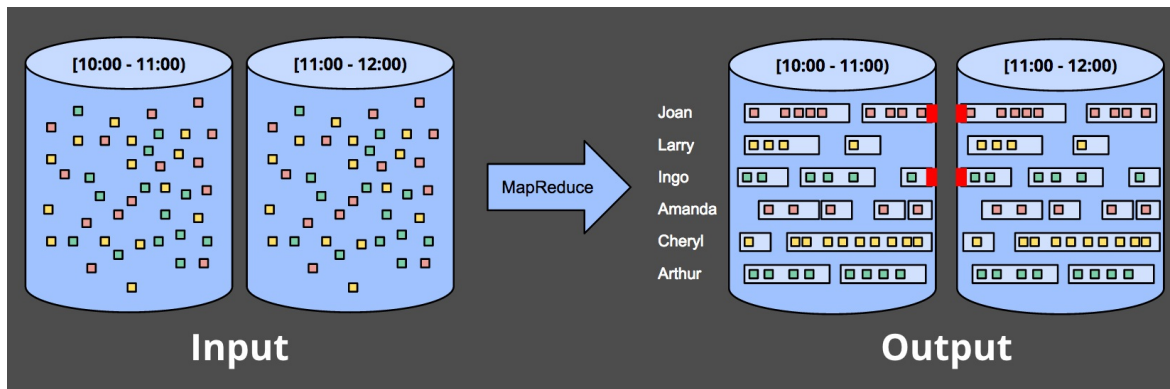 [10:00 - 11:00)
[11:00 - 12:00)
Input
MapReduce
[10:00 - 11:00)
[11:00 - 12:00)
Joan
Larry
Ingo
Amanda
Cheryl
Arthur
Output